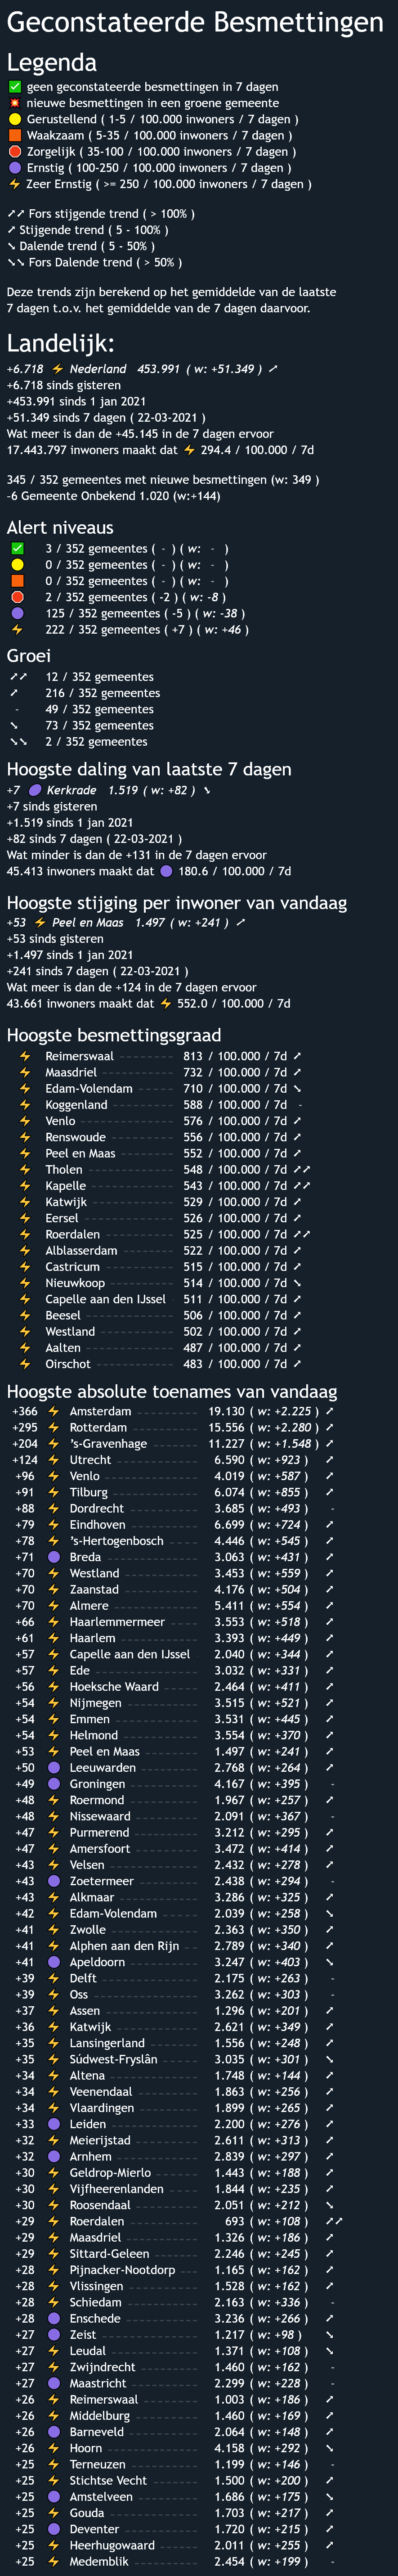 Geconstateerde Besmettingen
Legenda
✅ geen geconstateerde besmettingen in 7 dagen
💥 nieuwe besmettingen in een groene gemeente
🟡 Gerustellend ( 1-5 / 100.000 inwoners / 7 dagen )
🟧 Waakzaam ( 5-35 / 100.000 inwoners / 7 dagen )
🔴 Zorgelijk ( 35-100 / 100.000 inwoners / 7 dagen )
🟣 Ernstig ( 100-250 / 100.000 inwoners / 7 dagen )
⚡ Zeer Ernstig ( >= 250 / 100.000 inwoners / 7 dagen )
➚➚ Fors stijgende trend ( > 100% )
➚ Stijgende trend ( 5 - 100% )
➘ Dalende trend ( 5 - 50% )
➘➘ Fors Dalende trend ( > 50% )
Deze trends zijn berekend op het gemiddelde van de laatste
7 dagen t.o.v. het gemiddelde van de 7 dagen daarvoor.
Landelijk:
+6.718 ⚡ Nederland 453.991 ( w: +51.349 ) ➚
+6.718 sinds gisteren
+453.991 sinds 1 jan 2021
+51.349 sinds 7 dagen ( 22-03-2021 )
Wat meer is dan de +45.145 in de 7 dagen ervoor
17.443.797 inwoners maakt dat ⚡ 294.4 / 100.000 / 7d
345 / 352 gemeentes met nieuwe besmettingen (w: 349 )
-6 Gemeente Onbekend 1.020 (w:+144)
Alert niveaus
✅ 3 / 352 gemeentes ( - ) ( w: - )
🟡 0 / 352 gemeentes ( - ) ( w: - )
🟧 0 / 352 gemeentes ( - ) ( w: - )
🔴 2 / 352 gemeentes ( -2 ) ( w: -8 )
🟣 125 / 352 gemeentes ( -5 ) ( w: -38 )
⚡ 222 / 352 gemeentes ( +7 ) ( w: +46 )
Groei
➚➚ 12 / 352 gemeentes
➚ 216 / 352 gemeentes
- 49 / 352 gemeentes
➘ 73 / 352 gemeentes
➘➘ 2 / 352 gemeentes
Hoogste daling van laatste 7 dagen
+7 🟣 Kerkrade 1.519 ( w: +82 ) ➘
+7 sinds gisteren
+1.519 sinds 1 jan 2021
+82 sinds 7 dagen ( 22-03-2021 )
Wat minder is dan de +131 in de 7 dagen ervoor
45.413 inwoners maakt dat 🟣 180.6 / 100.000 / 7d
Hoogste stijging per inwoner van vandaag
+53 ⚡ Peel en Maas 1.497 ( w: +241 ) ➚
+53 sinds gisteren
+1.497 sinds 1 jan 2021
+241 sinds 7 dagen ( 22-03-2021 )
Wat meer is dan de +124 in de 7 dagen ervoor
43.661 inwoners maakt dat ⚡ 552.0 / 100.000 / 7d
Hoogste besmettingsgraad
⚡ Reimerswaal 813 / 100.000 / 7d ➚
⚡ Maasdriel 732 / 100.000 / 7d ➚
⚡ Edam-Volendam 710 / 100.000 / 7d ➘
⚡ Koggenland 588 / 100.000 / 7d -
⚡ Venlo 576 / 100.000 / 7d ➚
⚡ Renswoude 556 / 100.000 / 7d ➚
⚡ Peel en Maas 552 / 100.000 / 7d ➚
⚡ Tholen 548 / 100.000 / 7d ➚➚
⚡ Kapelle 543 / 100.000 / 7d ➚➚
⚡ Katwijk 529 / 100.000 / 7d ➚
⚡ Eersel 526 / 100.000 / 7d ➚
⚡ Roerdalen 525 / 100.000 / 7d ➚➚
⚡ Alblasserdam 522 / 100.000 / 7d ➚
⚡ Castricum 515 / 100.000 / 7d ➚
⚡ Nieuwkoop 514 / 100.000 / 7d ➘
⚡ Capelle aan den IJssel 511 / 100.000 / 7d ➚
⚡ Beesel 506 / 100.000 / 7d ➚
⚡ Westland 502 / 100.000 / 7d ➚
⚡ Aalten 487 / 100.000 / 7d ➚
⚡ Oirschot 483 / 100.000 / 7d ➚
Hoogste absolute toenames van vandaag
+366 ⚡ Amsterdam 19.130 ( w: +2.225 ) ➚
+295 ⚡ Rotterdam 15.556 ( w: +2.280 ) ➚
+204 ⚡ 's-Gravenhage 11.227 ( w: +1.548 ) ➚
+124 ⚡ Utrecht 6.590 ( w: +923 ) ➚
+96 ⚡ Venlo 4.019 ( w: +587 ) ➚
+91 ⚡ Tilburg 6.074 ( w: +855 ) ➚
+88 ⚡ Dordrecht 3.685 ( w: +493 ) -
+79 ⚡ Eindhoven 6.699 ( w: +724 ) ➚
+78 ⚡ 's-Hertogenbosch 4.446 ( w: +545 ) ➚
+71 🟣 Breda 3.063 ( w: +431 ) ➚
+70 ⚡ Westland 3.453 ( w: +559 ) ➚
+70 ⚡ Zaanstad 4.176 ( w: +504 ) ➚
+70 ⚡ Almere 5.411 ( w: +554 ) ➚
+66 ⚡ Haarlemmermeer 3.553 ( w: +518 ) ➚
+61 ⚡ Haarlem 3.393 ( w: +449 ) ➚
+57 ⚡ Capelle aan den IJssel 2.040 ( w: +344 ) ➚
+57 ⚡ Ede 3.032 ( w: +331 ) ➚
+56 ⚡ Hoeksche Waard 2.464 ( w: +411 ) ➚
+54 ⚡ Nijmegen 3.515 ( w: +521 ) ➚
+54 ⚡ Emmen 3.531 ( w: +445 ) ➚
+54 ⚡ Helmond 3.554 ( w: +370 ) ➚
+53 ⚡ Peel en Maas 1.497 ( w: +241 ) ➚
+50 🟣 Leeuwarden 2.768 ( w: +264 ) ➚
+49 🟣 Groningen 4.167 ( w: +395 ) -
+48 ⚡ Roermond 1.967 ( w: +257 ) ➚
+48 ⚡ Nissewaard 2.091 ( w: +367 ) -
+47 ⚡ Purmerend 3.212 ( w: +295 ) ➚
+47 ⚡ Amersfoort 3.472 ( w: +414 ) ➚
+43 ⚡ Velsen 2.432 ( w: +278 ) ➚
+43 🟣 Zoetermeer 2.438 ( w: +294 ) -
+43 ⚡ Alkmaar 3.286 ( w: +325 ) ➚
+42 ⚡ Edam-Volendam 2.039 ( w: +258 ) ➘
+41 ⚡ Zwolle 2.363 ( w: +350 ) ➚
+41 ⚡ Alphen aan den Rijn 2.789 ( w: +340 ) ➚
+41 🟣 Apeldoorn 3.247 ( w: +403 ) ➘
+39 ⚡ Delft 2.175 ( w: +263 ) -
+39 ⚡ Oss 3.262 ( w: +303 ) -
+37 ⚡ Assen 1.296 ( w: +201 ) ➚
+36 ⚡ Katwijk 2.621 ( w: +349 ) ➚
+35 ⚡ Lansingerland 1.556 ( w: +248 ) ➚
+35 ⚡ Súdwest-Fryslân 3.035 ( w: +301 ) ➘
+34 ⚡ Altena 1.748 ( w: +144 ) ➚
+34 ⚡ Veenendaal 1.863 ( w: +256 ) ➚
+34 ⚡ Vlaardingen 1.899 ( w: +265 ) ➚
+33 🟣 Leiden 2.200 ( w: +276 ) ➚
+32 ⚡ Meierijstad 2.611 ( w: +313 ) ➚
+32 🟣 Arnhem 2.839 ( w: +297 ) ➚
+30 ⚡ Geldrop-Mierlo 1.443 ( w: +188 ) ➚
+30 ⚡ Vijfheerenlanden 1.844 ( w: +235 ) ➚
+30 ⚡ Roosendaal 2.051 ( w: +212 ) ➘
+29 ⚡ Roerdalen 693 ( w: +108 ) ➚➚
+29 ⚡ Maasdriel 1.326 ( w: +186 ) ➚
+29 ⚡ Sittard-Geleen 2.246 ( w: +245 ) ➚
+28 ⚡ Pijnacker-Nootdorp 1.165 ( w: +162 ) ➚
+28 ⚡ Vlissingen 1.528 ( w: +162 ) ➚
+28 ⚡ Schiedam 2.163 ( w: +336 ) -
+28 🟣 Enschede 3.236 ( w: +266 ) ➚
+27 🟣 Zeist 1.217 ( w: +98 ) ➘
+27 ⚡ Leudal 1.371 ( w: +108 ) ➘
+27 ⚡ Zwijndrecht 1.460 ( w: +162 ) -
+27 🟣 Maastricht 2.299 ( w: +228 ) -
+26 ⚡ Reimerswaal 1.003 ( w: +186 ) ➚
+26 ⚡ Middelburg 1.460 ( w: +169 ) ➚
+26 🟣 Barneveld 2.064 ( w: +148 ) ➚
+26 ⚡ Hoorn 4.158 ( w: +292 ) ➘
+25 ⚡ Terneuzen 1.199 ( w: +146 ) -
+25 ⚡ Stichtse Vecht 1.500 ( w: +200 ) ➚
+25 🟣 Amstelveen 1.686 ( w: +175 ) ➘
+25 ⚡ Gouda 1.703 ( w: +217 ) ➚
+25 🟣 Deventer 1.720 ( w: +215 ) ➚
+25 ⚡ Heerhugowaard 2.011 ( w: +255 ) ➚
+25 ⚡ Medemblik 2.454 ( w: +199 ) -